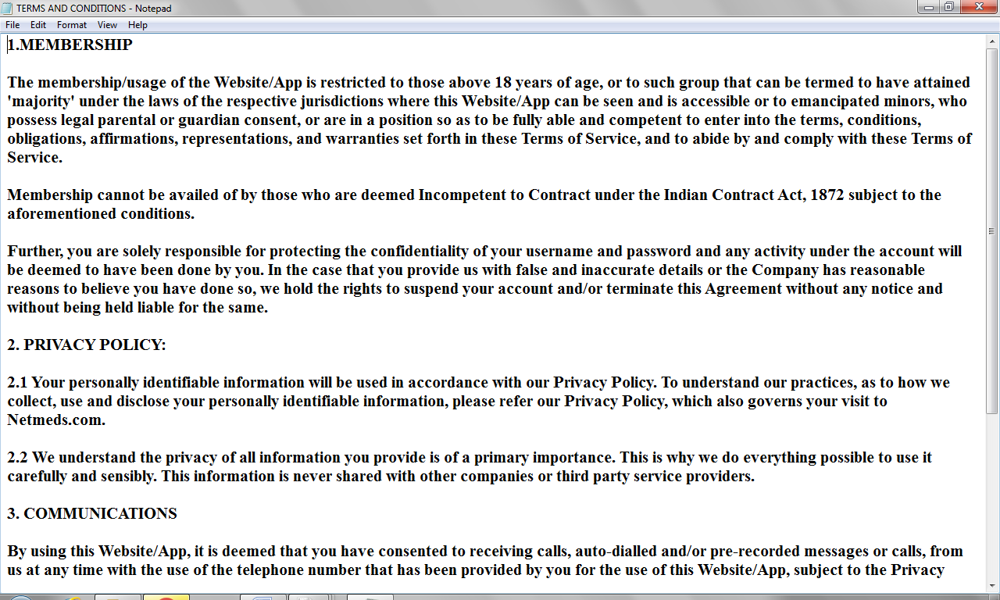 TERMS AND CONDITIONS - Notepad
File Edit Format View Help
1.MEMBERSHIP
The membership/usage of the Website/App is restricted to those above 18 years of age, or to such group that can be termed to have attained
'majority' under the laws of the respective jurisdictions where this Website/App can be seen and is accessible or to emancipated minors, who
possess legal parental or guardian consent, or are in a position so as to be fully able and competent to enter into the terms, conditions,
obligations, affirmations, representations, and warranties set forth in these Terms of Service, and to abide by and comply with these Terms of
Service.
Membership cannot be availed of by those who are deemed Incompetent to Contract under the Indian Contract Act, 1872 subject to the
aforementioned conditions.
Further, you are solely responsible for protecting the confidentiality of your username and password and any activity under the account will
be deemed to have been done by you. In the case that you provide us with false and inaccurate details or the Company has reasonable
reasons to believe you have done so, we hold the rights to suspend your account and/or terminate this Agreement without any notice and
without being held liable for the same.
2. PRIVACY POLICY:
2.1 Your personally identifiable information will be used in accordance with our Privacy Policy. To understand our practices, as to how we
collect, use and disclose your personally identifiable information, please refer our Privacy Policy, which also governs your visit to
Netmeds.com.
2.2 We understand the privacy of all information you provide is of a primary importance. This is why we do everything possible to use it
carefully and sensibly. This information is never shared with other companies or third party service providers.
3. COMMUNICATIONS
By using this Website/App, it is deemed that you have consented to receiving calls, auto-dialled and/or pre-recorded messages or calls, from
us at any time with the use of the telephone number that has been provided by you for the use of this Website/App, subject to the Privacy